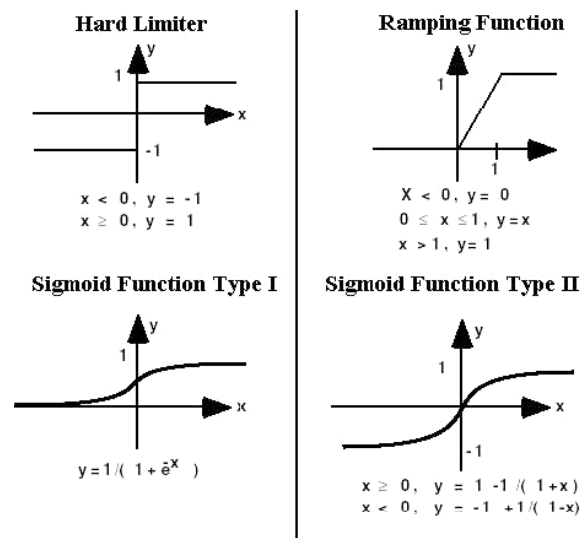 Hard Limiter
y
1
x
-1
x < 0, y = -1
x ≥ 0, y = 1
Ramping Function
y
1
x
1
X < 0, y = 0
0 ≤ x ≤ 1, y = x
x > 1, y = 1
Sigmoid Function Type I
y
1
x
y = 1/( 1 + e^-x )
Sigmoid Function Type II
y
1
x
-1
x ≥ 0, y = 1 -1/( 1+x)
x < 0, y = -1 +1/( 1-x)